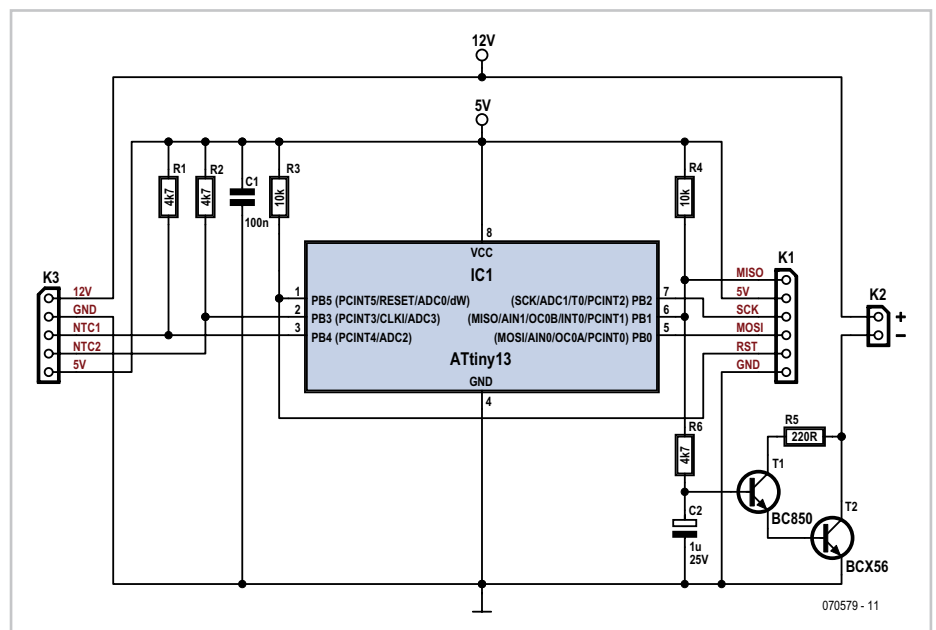 12V
5V
R1
4k7
R2
4k7
C1
100n
R3
10k
R4
10k
8
VCC
IC1
K3
12V
GND
NTC1
NTC2
5V
1
PB5 (PCINT5/RESET/ADC0/dW)
2
PB3 (PCINT3/CLKI/ADC3)
3
PB4 (PCINT4/ADC2)
(SCK/ADC1/T0/PCINT2) PB2
7
(MISO/AIN1/OC0B/INT0/PCINT1) PB1
6
(MOSI/AIN0/OC0A/PCINT0) PB0
5
ATtiny13
GND
4
K1
MISO
5V
SCK
MOSI
RST
GND
K2
+
–
R5
220R
R6
4k7
T1
BC850
C2
1u
25V
T2
BCX56
070579 - 11